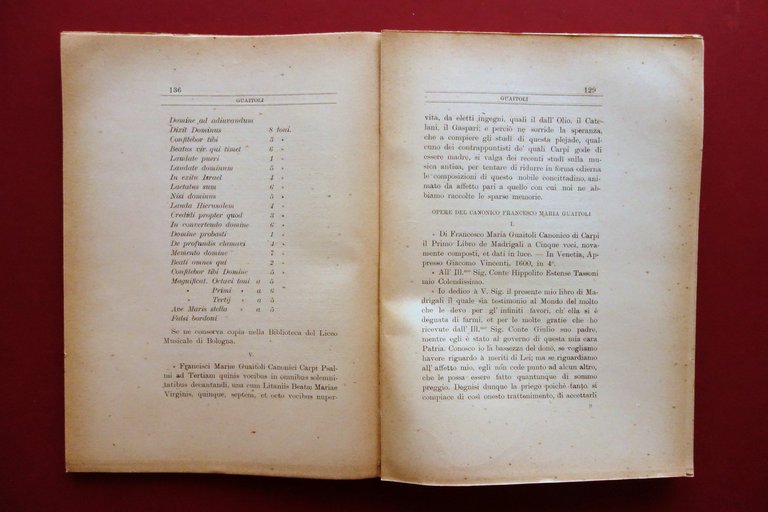 136
GUAITOLI
Domine ad adiuvandum
Dixit Dominus 8 toni.
Confitebor tibi 5 »
Beatus vir qui timet 6 »
Laudate pueri 1 »
Laudate dominum 5 »
In exitu Israel 4 »
Laetatus sum 6 »
Nisi dominus 5 »
Lauda Hierusalem 4 »
Credidi propter quod 3 »
In convertendo domine 6 »
Domine probasti 1 »
De profundis clamavi 4 »
Memento domine 7 »
Beati omnes qui 2 »
Confitebor tibi Domine 5 »
Magnificat. Octavi toni a 5
» Primi » a 6
» Tertij » a 5
Ave Maris stella » a 5
Falsi bordoni
Se ne conserva copia nella Biblioteca del Liceo
Musicale di Bologna.
V.
« Francisci Mariae Guaitoli Canonici Carpi Psal-
mi ad Tertiam quinis vocibus in omnibus solemni-
tatibus decantandi, una cum Litaniis Beatae Mariae
Virginis, quinque, septem, et octo vocibus nuper-
129
GUAITOLI
vita, da eletti ingegni, quali il dall' Olio, il Cate-
lani, il Gaspari; e perciò ne sorride la speranza,
che a compiere gli studi di questa plejade, qual-
cuno dei contrappuntisti de' quali Carpi gode di
essere madre, si valga dei recenti studi sulla mu-
sica antica, per tentare di ridurre in forma odierna
le composizioni di questo nobile concittadino, ani-
mato da affetto pari a quello con cui noi ne ab-
biamo raccolte le sparse memorie.
OPERE DEL CANONICO FRANCESCO MARIA GUAITOLI
I.
« Di Francesco Maria Guaitoli Canonico di Carpi
il Primo Libro de Madrigali a Cinque voci, nova-
mente composti, et dati in luce. — In Venetia, Ap-
presso Giacomo Vincenti, 1600, in 4°.
« All' Ill.mo Sig. Conte Hippolito Estense Tassoni
mio Colendissimo.
« Io dedico à V. Sig. il presente mio libro di Ma-
drigali il quale sia testimonio al Mondo del molto
che le devo per gl' infiniti favori, ch' ella si è
degnata di farmi, et per le molte gratie che ho
ricevute dall' Ill.mo Sig. Conte Giulio suo padre,
mentre egli è stato al governo di questa mia cara
Patria. Conosco io la bassezza del dono, se vogliamo
havere riguardo à meriti di Lei; ma se riguardiamo
all' affetto mio, egli non cede punto ad alcun altro,
che le possa essere fatto quantunque di sommo
preggio. Degnisi dunque la priego poichè tanto si
compiace di così onesto trattenimento, di accettarli